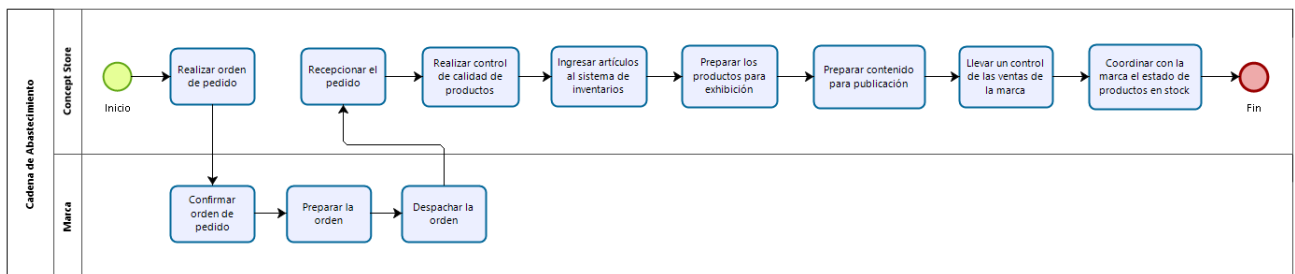 Cadena de Abastecimiento
Concept Store
Inicio
Realizar orden
de pedido
Recepcionar el
pedido
Realizar control
de calidad de
productos
Ingresar artículos
al sistema de
inventarios
Preparar los
productos para
exhibición
Preparar contenido
para publicación
Llevar un control
de las ventas de
la marca
Coordinar con la
marca el estado de
productos en stock
Fin
Marca
Confirmar
orden de
pedido
Preparar la
orden
Despachar la
orden